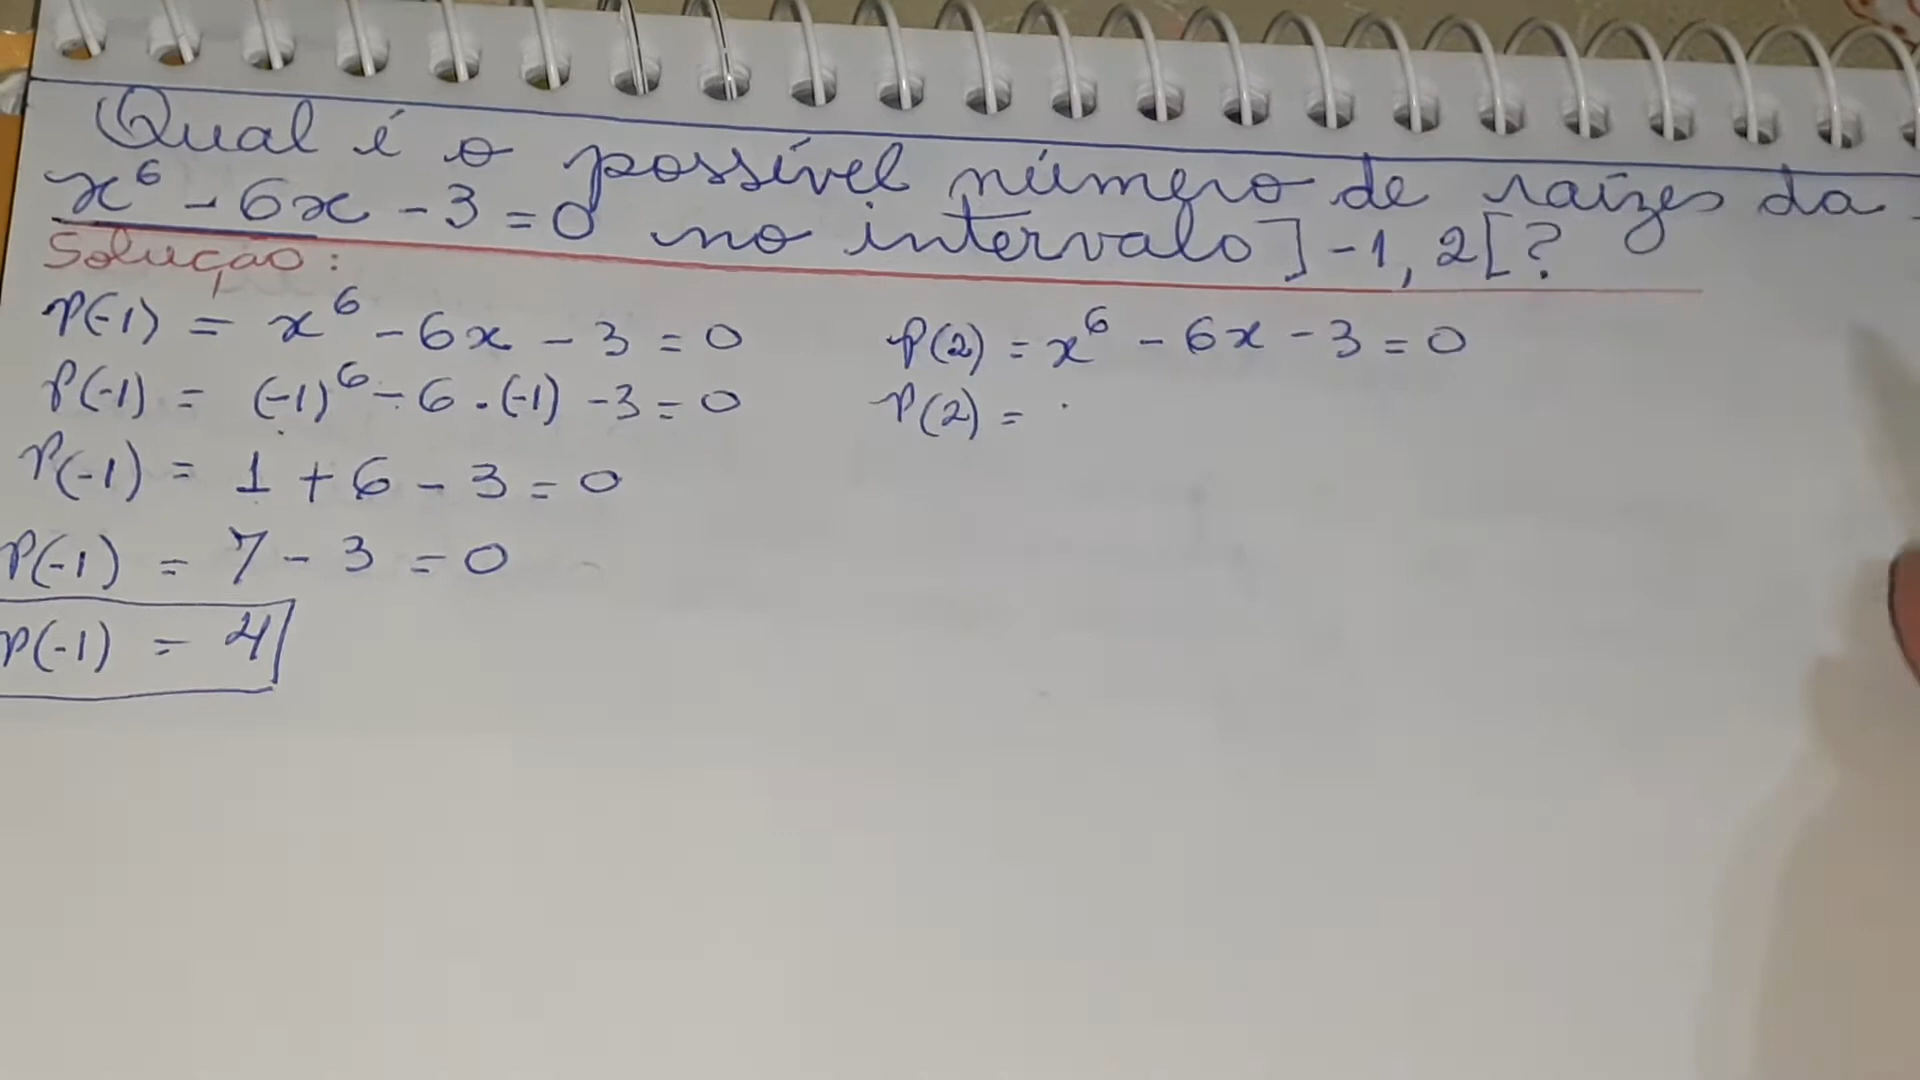 Qual é o possível número de raízes da
x⁶ - 6x - 3 = 0 no intervalo ]-1, 2[?
Solução:
P(-1) = x⁶ - 6x - 3 = 0
P(-1) = (-1)⁶ - 6 . (-1) - 3 = 0
P(-1) = 1 + 6 - 3 = 0
P(-1) = 7 - 3 = 0
P(-1) = 4
P(2) = x⁶ - 6x - 3 = 0
P(2) =